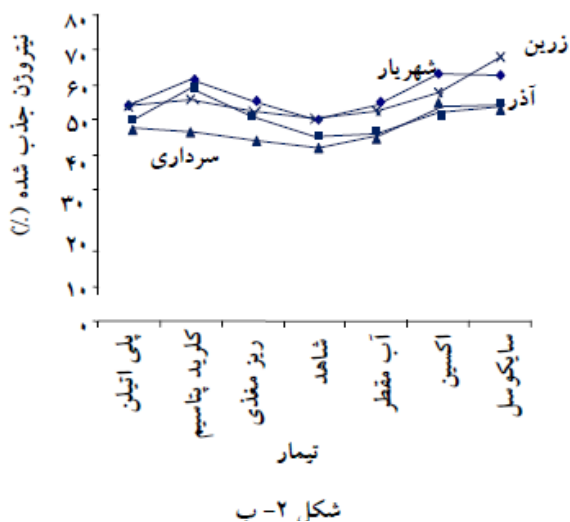 نیتروژن جذب شده (٪)
۸۰
۷۰
۶۰
۵۰
۴۰
۳۰
۲۰
۱۰
۰
زرین
شهریار
آذر
سرداری
پلی اتیلن
کلرید پتاسیم
ریز مغذی
شاهد
آب مقطر
اکسین
سایکوسل
تیمار
شکل ۲- ب